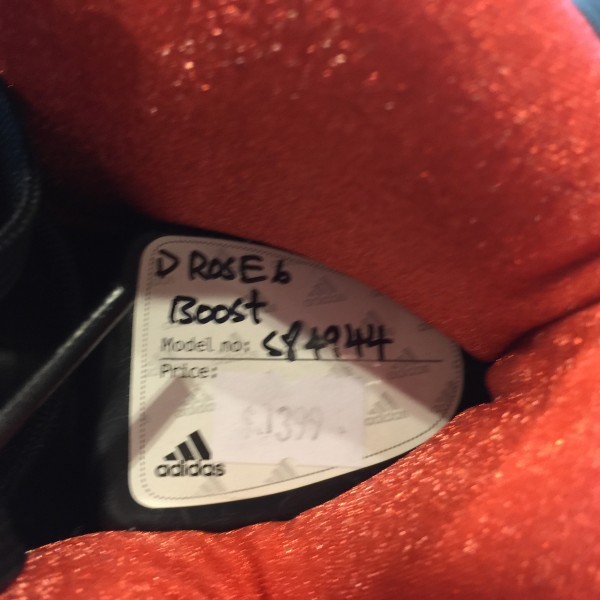 D ROSE 6
Boost
Model no: S84944
Price:
$1399
adidas